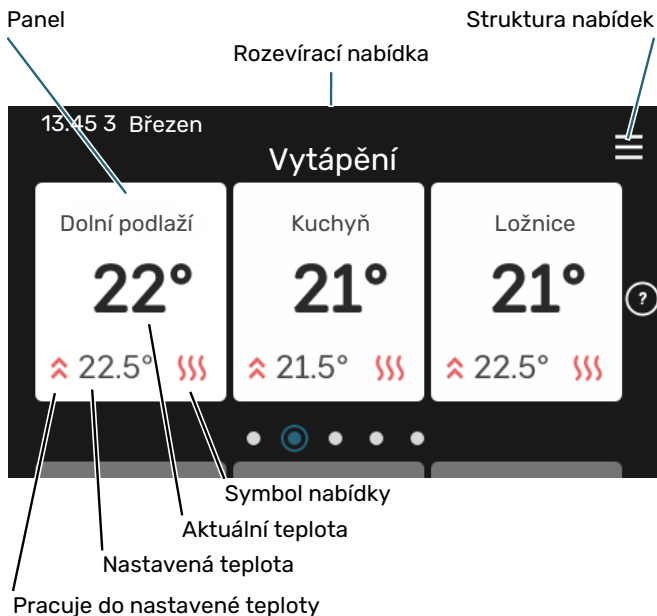 Panel
Struktura nabídek
Rozevírací nabídka
13.45 3 Březen
Vytápění
Dolní podlaží
Kuchyň
Ložnice
22°
21°
21°
?
22.5°
21.5°
22.5°
Symbol nabídky
Aktuální teplota
Nastavená teplota
Pracuje do nastavené teploty